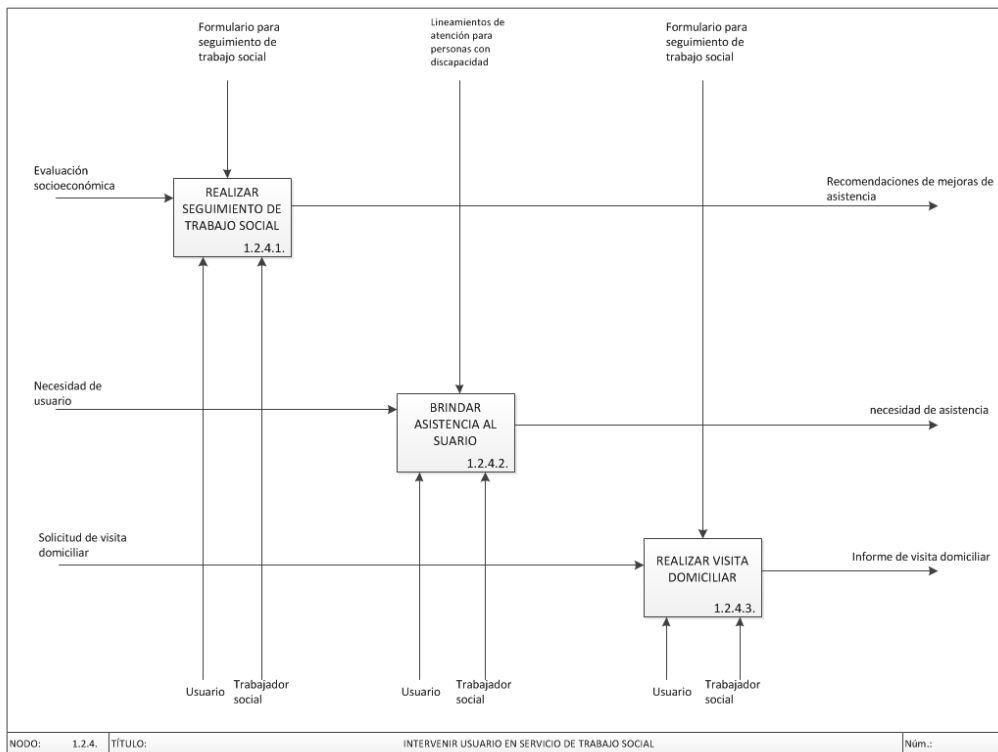 Formulario para
seguimiento de
trabajo social
Lineamientos de
atención para
personas con
discapacidad
Formulario para
seguimiento de
trabajo social
Evaluación
socioeconómica
REALIZAR
SEGUIMIENTO DE
TRABAJO SOCIAL
1.2.4.1.
Recomendaciones de mejoras de
asistencia
Necesidad de
usuario
BRINDAR
ASISTENCIA AL
SUARIO
1.2.4.2.
necesidad de asistencia
Solicitud de visita
domiciliar
REALIZAR VISITA
DOMICILIAR
1.2.4.3.
Informe de visita domiciliar
Usuario
Trabajador
social
Usuario
Trabajador
social
Usuario
Trabajador
social
NODO: 1.2.4. TÍTULO: INTERVENIR USUARIO EN SERVICIO DE TRABAJO SOCIAL Núm.: